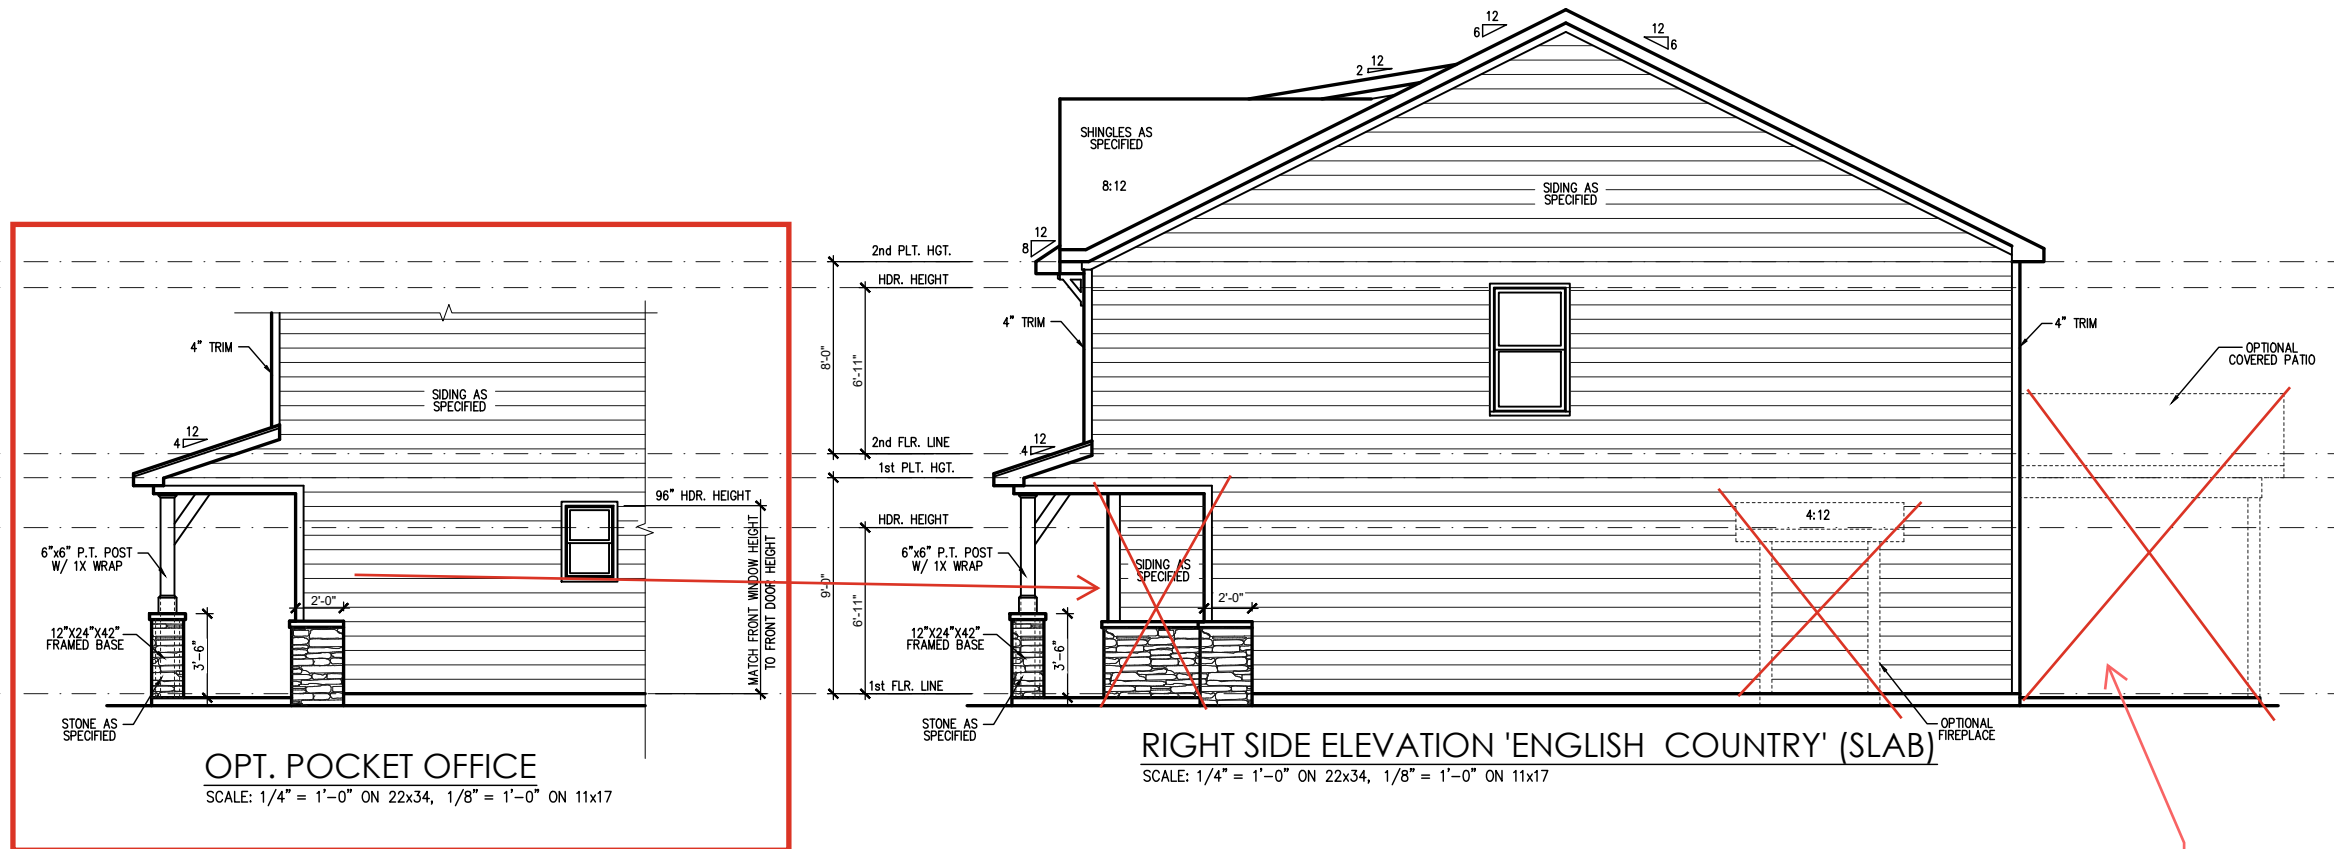 12
6
12
6
12
2
SHINGLES AS
SPECIFIED
8:12
SIDING AS
SPECIFIED
12
8
2nd PLT. HGT.
HDR. HEIGHT
4" TRIM
8'-0"
6'-11"
2nd FLR. LINE
1st PLT. HGT.
12
4
HDR. HEIGHT
6"x6" P.T. POST
W/ 1X WRAP
SIDING AS
SPECIFIED
9'-0"
6'-11"
2'-0"
12"X24"X42"
FRAMED BASE
3'-6"
1st FLR. LINE
STONE AS
SPECIFIED
4:12
4" TRIM
OPTIONAL
COVERED PATIO
OPTIONAL
FIREPLACE
RIGHT SIDE ELEVATION 'ENGLISH COUNTRY' (SLAB)
SCALE: 1/4" = 1'-0" ON 22x34, 1/8" = 1'-0" ON 11x17
4" TRIM
SIDING AS
SPECIFIED
12
4
96" HDR. HEIGHT
MATCH FRONT WINDOW HEIGHT
TO FRONT DOOR HEIGHT
6"x6" P.T. POST
W/ 1X WRAP
2'-0"
12"X24"X42"
FRAMED BASE
3'-6"
STONE AS
SPECIFIED
OPT. POCKET OFFICE
SCALE: 1/4" = 1'-0" ON 22x34, 1/8" = 1'-0" ON 11x17